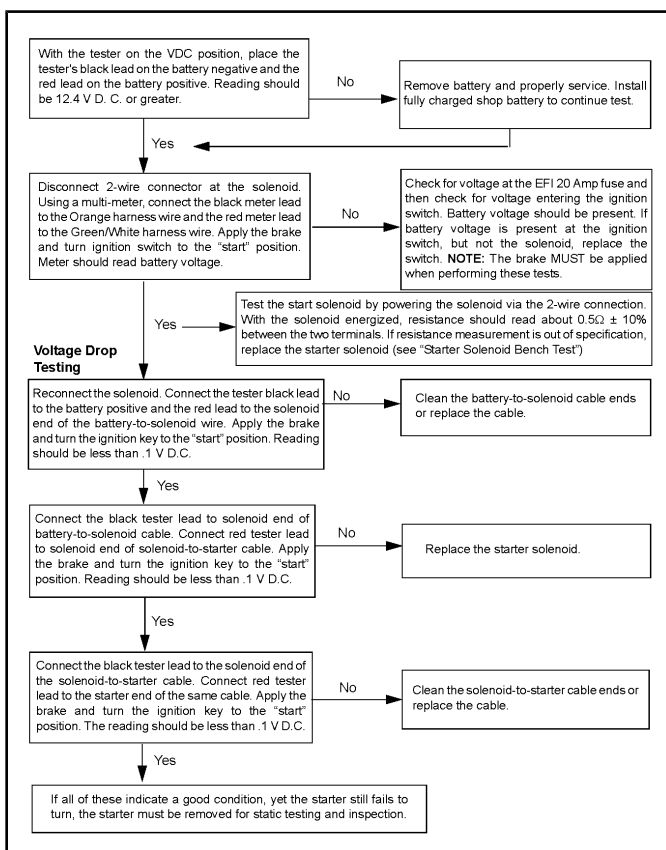 With the tester on the VDC position, place the
tester's black lead on the battery negative and the
red lead on the battery positive. Reading should
be 12.4 V D. C. or greater.
No
Remove battery and properly service. Install
fully charged shop battery to continue test.
Yes
Disconnect 2-wire connector at the solenoid.
Using a multi-meter, connect the black meter lead
to the Orange harness wire and the red meter lead
to the Green/White harness wire. Apply the brake
and turn ignition switch to the “start” position.
Meter should read battery voltage.
No
Check for voltage at the EFI 20 Amp fuse and
then check for voltage entering the ignition
switch. Battery voltage should be present. If
battery voltage is present at the ignition
switch, but not the solenoid, replace the
switch. NOTE: The brake MUST be applied
when performing these tests.
Yes
Test the start solenoid by powering the solenoid via the 2-wire connection.
With the solenoid energized, resistance should read about 0.5Ω ± 10%
between the two terminals. If resistance measurement is out of specification,
replace the starter solenoid (see “Starter Solenoid Bench Test”)
Voltage Drop
Testing
Reconnect the solenoid. Connect the tester black lead
to the battery positive and the red lead to the solenoid
end of the battery-to-solenoid wire. Apply the brake
and turn the ignition key to the “start” position. Reading
should be less than .1 V D.C.
No
Clean the battery-to-solenoid cable ends
or replace the cable.
Yes
Connect the black tester lead to solenoid end of
battery-to-solenoid cable. Connect red tester lead
to solenoid end of solenoid-to-starter cable. Apply
the brake and turn the ignition key to the “start”
position. Reading should be less than .1 V D.C.
No
Replace the starter solenoid.
Yes
Connect the black tester lead to the solenoid end of
the solenoid-to-starter cable. Connect red tester
lead to the starter end of the same cable. Apply the
brake and turn the ignition key to the “start”
position. The reading should be less than .1 V D.C.
No
Clean the solenoid-to-starter cable ends or
replace the cable.
Yes
If all of these indicate a good condition, yet the starter still fails to
turn, the starter must be removed for static testing and inspection.